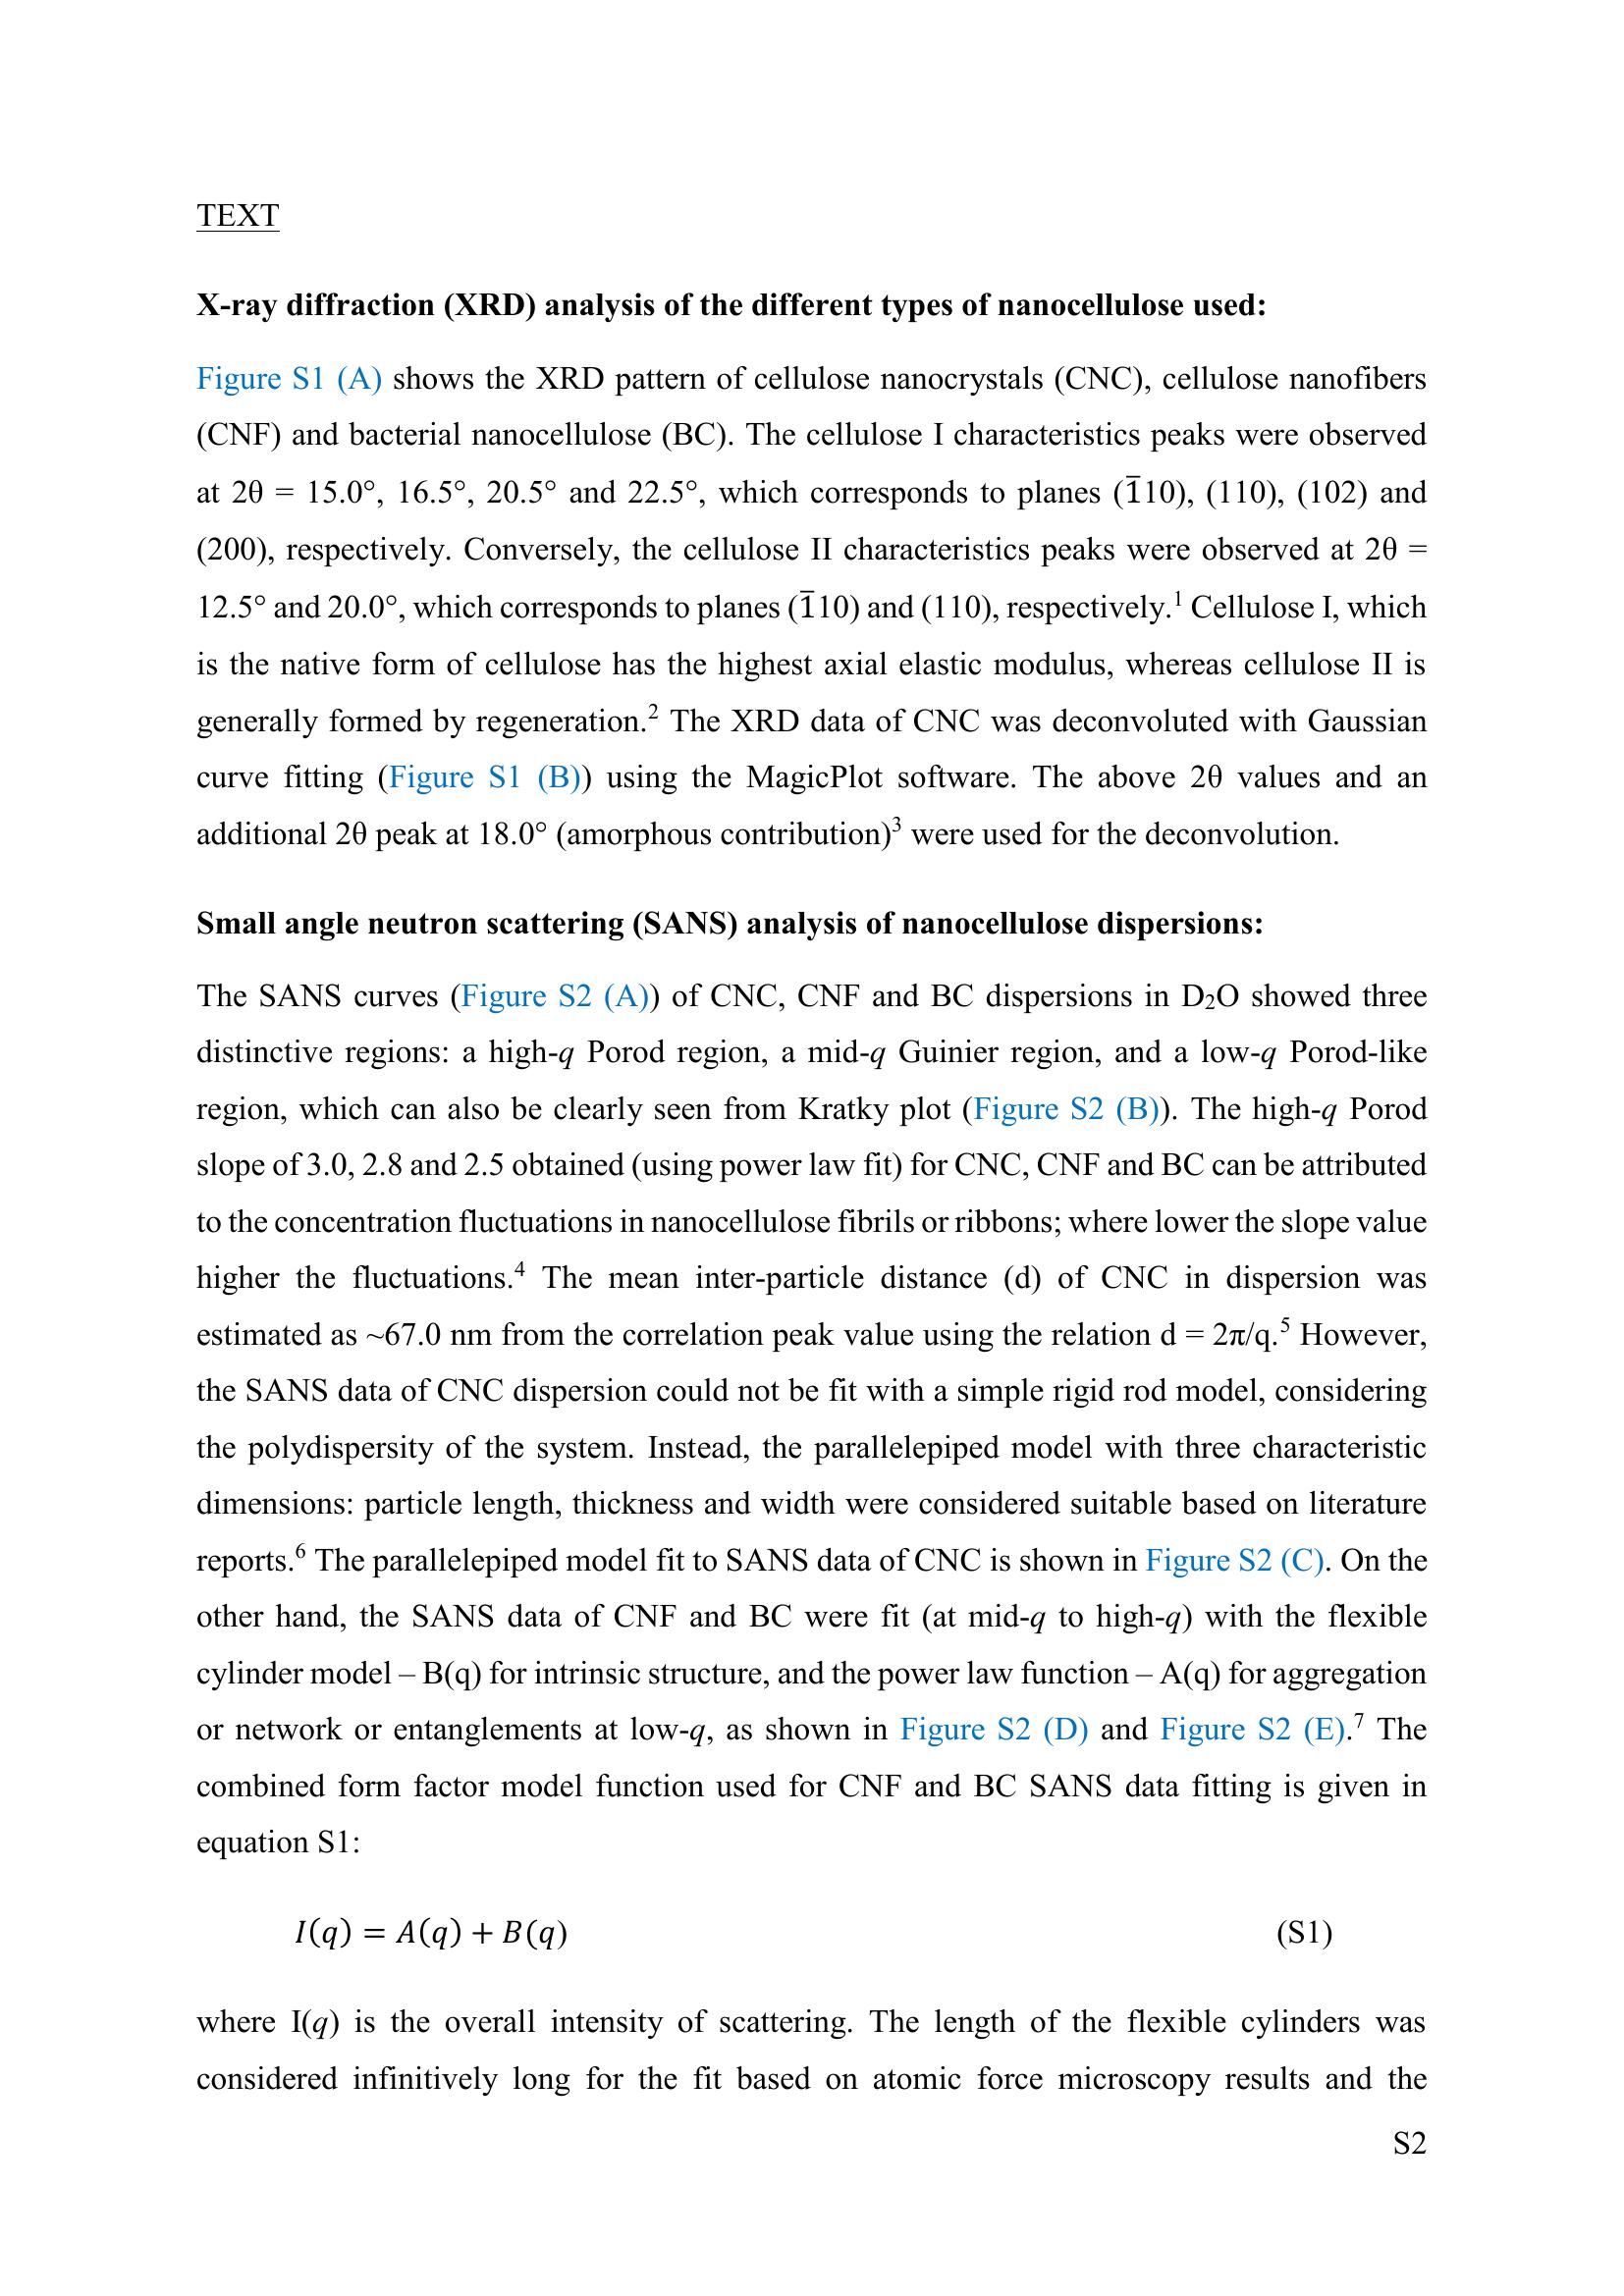 TEXT
X-ray diffraction (XRD) analysis of the different types of nanocellulose used:
Figure S1 (A) shows the XRD pattern of cellulose nanocrystals (CNC), cellulose nanofibers
(CNF) and bacterial nanocellulose (BC). The cellulose I characteristics peaks were observed
at 2θ = 15.0°, 16.5°, 20.5° and 22.5°, which corresponds to planes (1̅10), (110), (102) and
(200), respectively. Conversely, the cellulose II characteristics peaks were observed at 2θ =
12.5° and 20.0°, which corresponds to planes (1̅10) and (110), respectively.¹ Cellulose I, which
is the native form of cellulose has the highest axial elastic modulus, whereas cellulose II is
generally formed by regeneration.² The XRD data of CNC was deconvoluted with Gaussian
curve fitting (Figure S1 (B)) using the MagicPlot software. The above 2θ values and an
additional 2θ peak at 18.0° (amorphous contribution)³ were used for the deconvolution.
Small angle neutron scattering (SANS) analysis of nanocellulose dispersions:
The SANS curves (Figure S2 (A)) of CNC, CNF and BC dispersions in D₂O showed three
distinctive regions: a high-q Porod region, a mid-q Guinier region, and a low-q Porod-like
region, which can also be clearly seen from Kratky plot (Figure S2 (B)). The high-q Porod
slope of 3.0, 2.8 and 2.5 obtained (using power law fit) for CNC, CNF and BC can be attributed
to the concentration fluctuations in nanocellulose fibrils or ribbons; where lower the slope value
higher the fluctuations.⁴ The mean inter-particle distance (d) of CNC in dispersion was
estimated as ~67.0 nm from the correlation peak value using the relation d = 2π/q.⁵ However,
the SANS data of CNC dispersion could not be fit with a simple rigid rod model, considering
the polydispersity of the system. Instead, the parallelepiped model with three characteristic
dimensions: particle length, thickness and width were considered suitable based on literature
reports.⁶ The parallelepiped model fit to SANS data of CNC is shown in Figure S2 (C). On the
other hand, the SANS data of CNF and BC were fit (at mid-q to high-q) with the flexible
cylinder model – B(q) for intrinsic structure, and the power law function – A(q) for aggregation
or network or entanglements at low-q, as shown in Figure S2 (D) and Figure S2 (E).⁷ The
combined form factor model function used for CNF and BC SANS data fitting is given in
equation S1:
I(q) = A(q) + B(q) (S1)
where I(q) is the overall intensity of scattering. The length of the flexible cylinders was
considered infinitively long for the fit based on atomic force microscopy results and the
S2